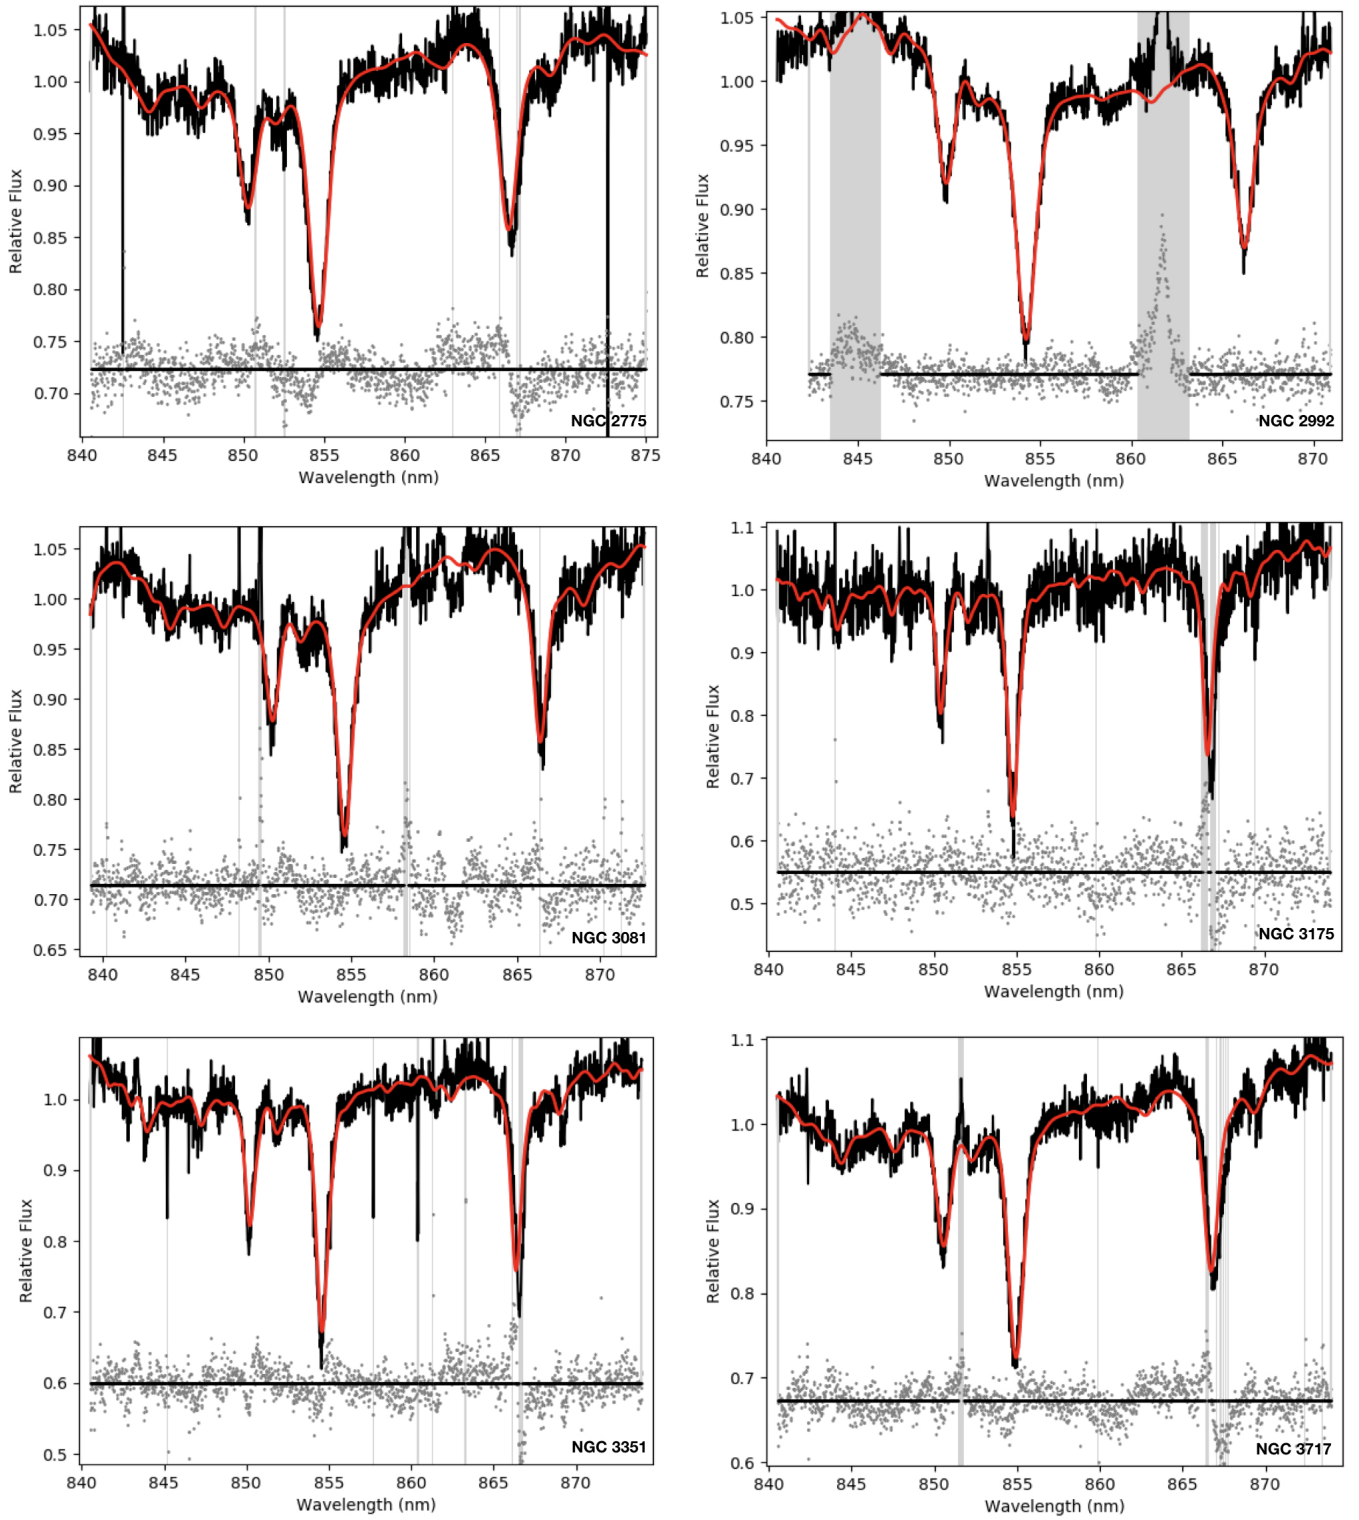 1.05
1.00
0.95
0.90
0.85
0.80
0.75
0.70
Relative Flux
NGC 2775
840 845 850 855 860 865 870 875
Wavelength (nm)
1.05
1.00
0.95
0.90
0.85
0.80
0.75
Relative Flux
NGC 2992
840 845 850 855 860 865 870
Wavelength (nm)
1.05
1.00
0.95
0.90
0.85
0.80
0.75
0.70
0.65
Relative Flux
NGC 3081
840 845 850 855 860 865 870
Wavelength (nm)
1.1
1.0
0.9
0.8
0.7
0.6
0.5
Relative Flux
NGC 3175
840 845 850 855 860 865 870
Wavelength (nm)
1.0
0.9
0.8
0.7
0.6
0.5
Relative Flux
NGC 3351
840 845 850 855 860 865 870
Wavelength (nm)
1.1
1.0
0.9
0.8
0.7
0.6
Relative Flux
NGC 3717
840 845 850 855 860 865 870
Wavelength (nm)